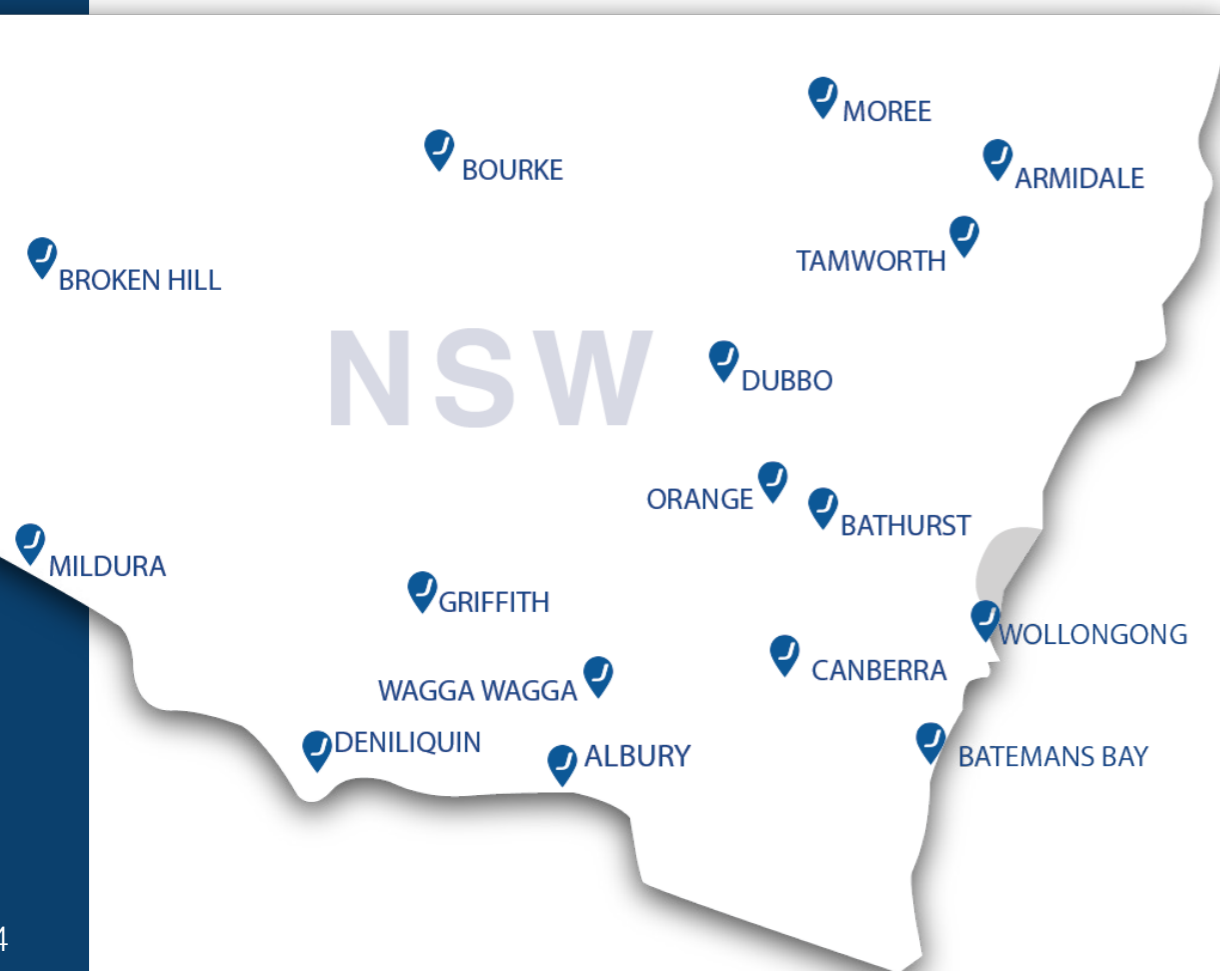 MOREE
BOURKE
ARMIDALE
TAMWORTH
BROKEN HILL
NSW
DUBBO
ORANGE
BATHURST
MILDURA
GRIFFITH
WOLLONGONG
CANBERRA
WAGGA WAGGA
DENILIQUIN
ALBURY
BATEMANS BAY
4